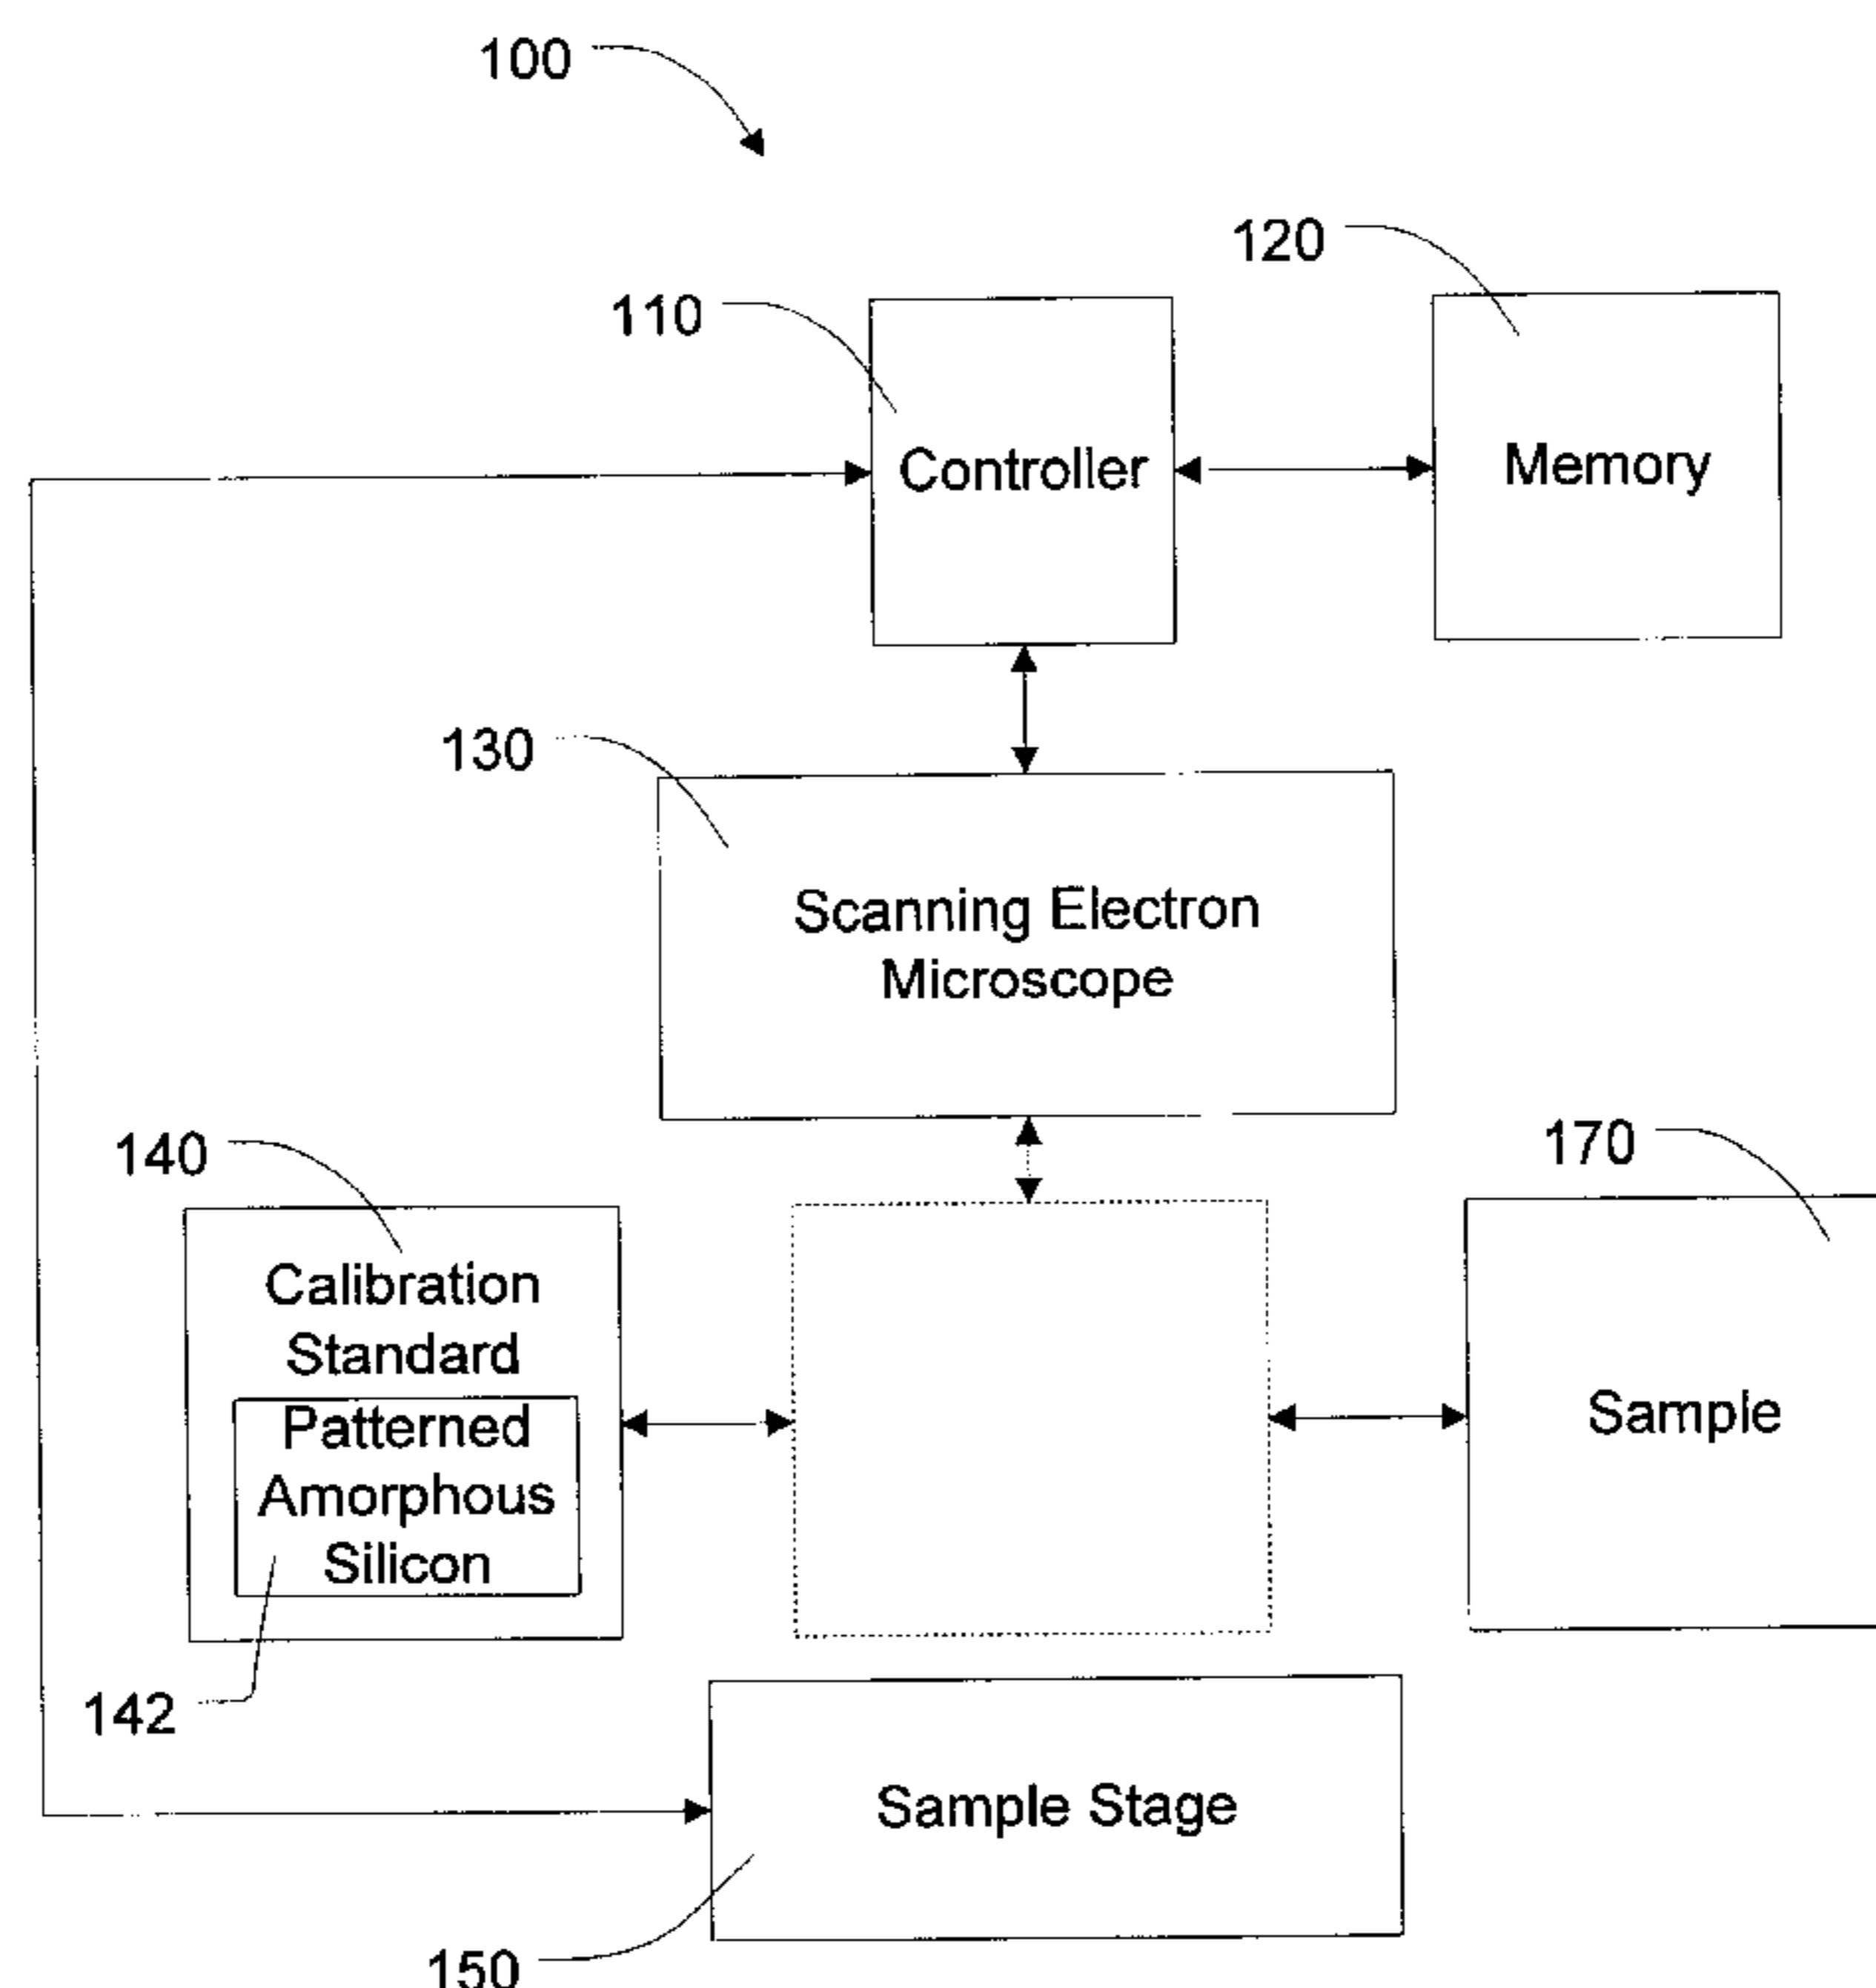 100
120
110
Controller
Memory
130
Scanning Electron
Microscope
140
170
Calibration
Standard
Patterned
Amorphous
Silicon
Sample
142
Sample Stage
150